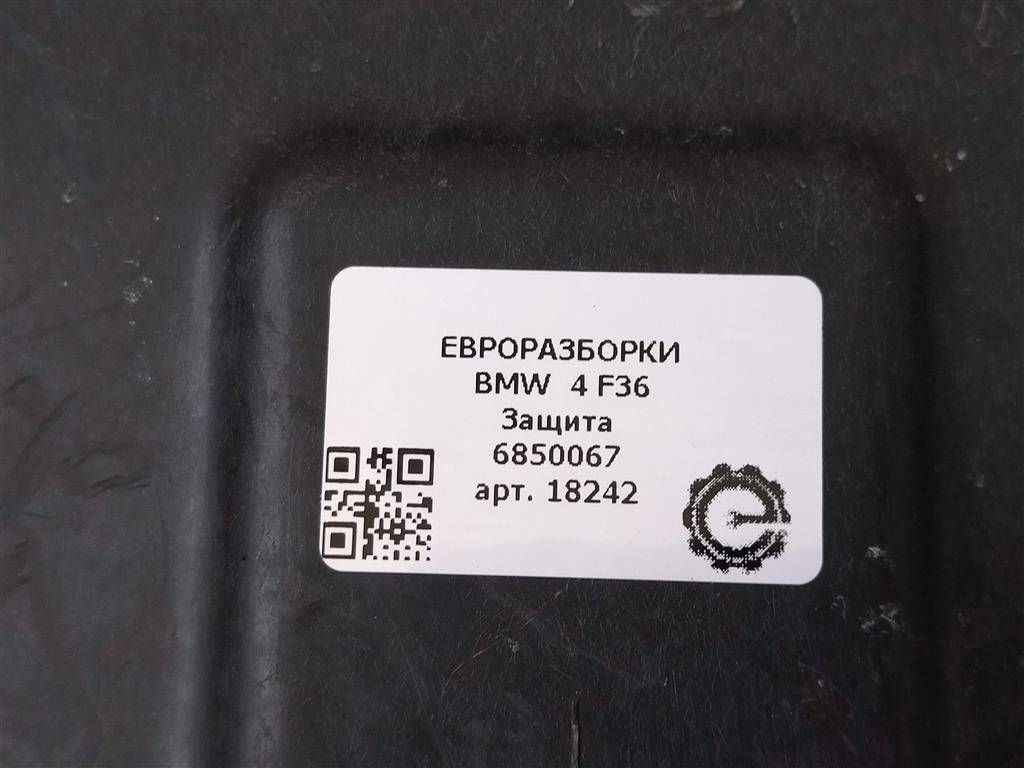 ЕВРОРАЗБОРКИ
BMW 4 F36
Защита
6850067
арт. 18242